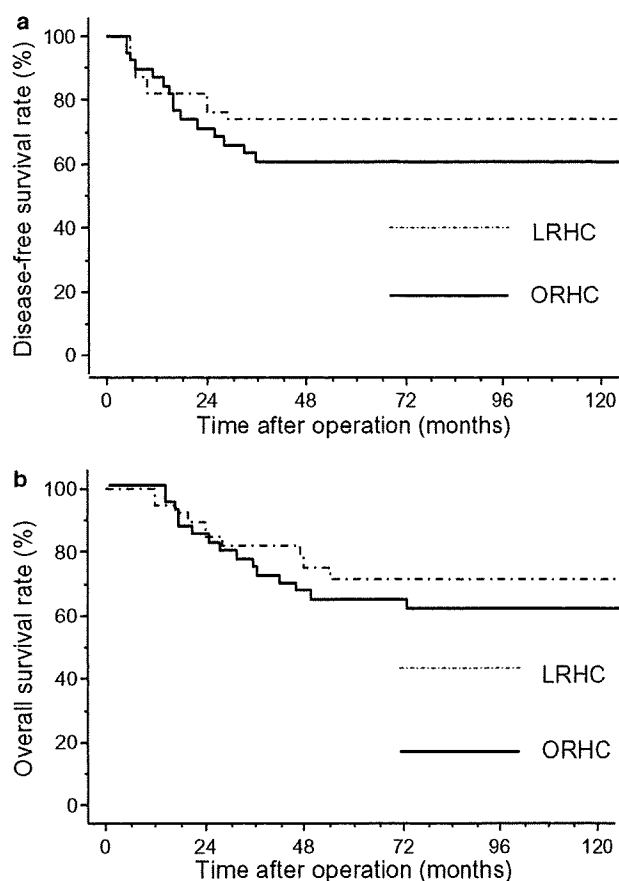 a
Disease-free survival rate (%)
100
80
60
40
20
0
LRHC
ORHC
0 24 48 72 96 120
Time after operation (months)
b
Overall survival rate (%)
100
80
60
40
20
0
LRHC
ORHC
0 24 48 72 96 120
Time after operation (months)